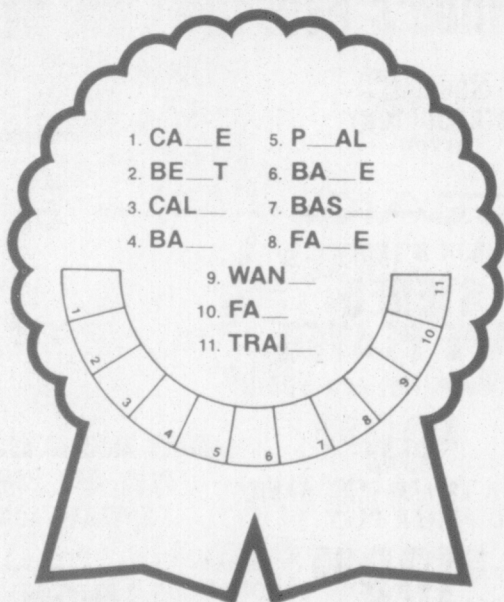 1. CA__E 5. P__AL
2. BE__T 6. BA__E
3. CAL__ 7. BAS__
4. BA__ 8. FA__E
9. WAN__
10. FA__
11. TRAI__
1
2
3
4
5
6
7
8
9
10
11